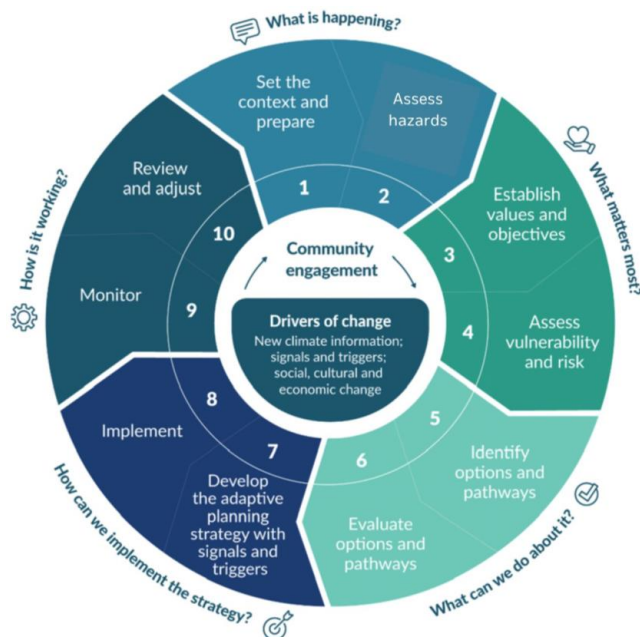 What is happening?
Set the
context and
prepare
1
Assess
hazards
2
What matters most?
Establish
values and
objectives
3
Assess
vulnerability
and risk
4
What can we do about it?
Identify
options and
pathways
5
Evaluate
options and
pathways
6
How can we implement the strategy?
Develop
the adaptive
planning
strategy with
signals and
triggers
7
Implement
8
How is it working?
Monitor
9
Review
and adjust
10
Community
engagement
Drivers of change
New climate information;
signals and triggers;
social, cultural and
economic change